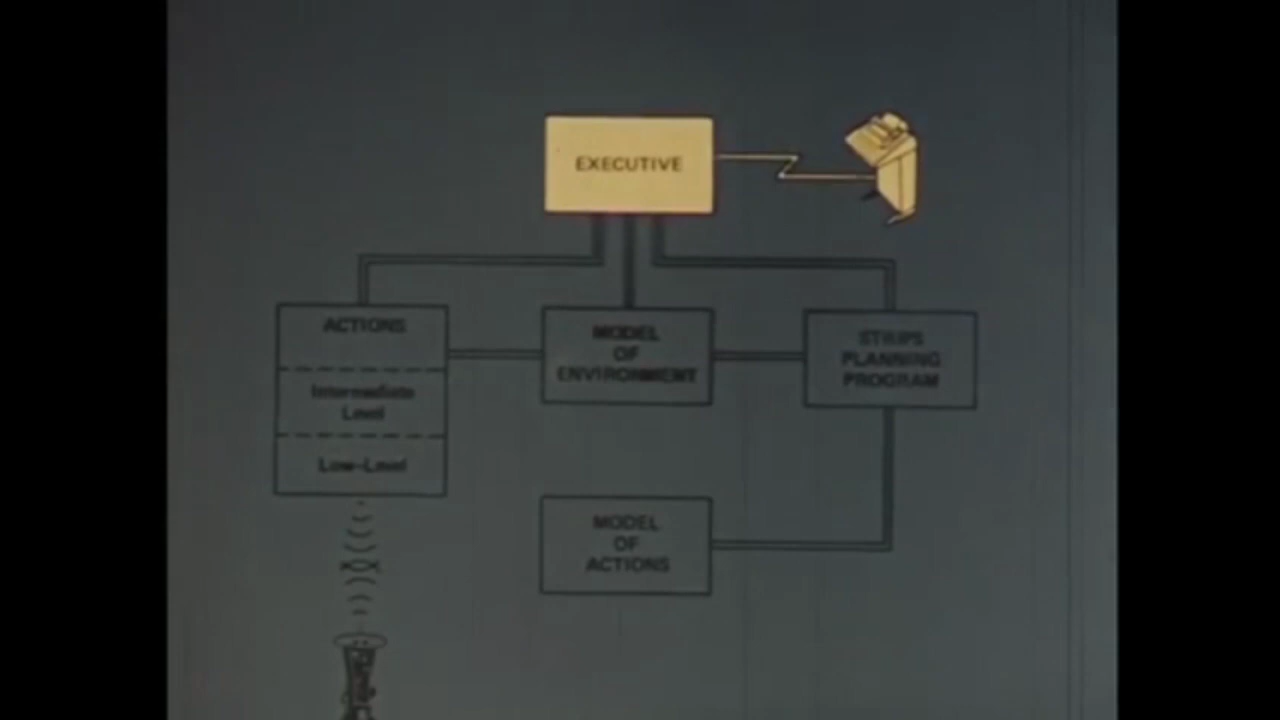 EXECUTIVE
ACTIONS
Intermediate
Level
Low-Level
MODEL
OF
ENVIRONMENT
STRIPS
PLANNING
PROGRAM
MODEL
OF
ACTIONS